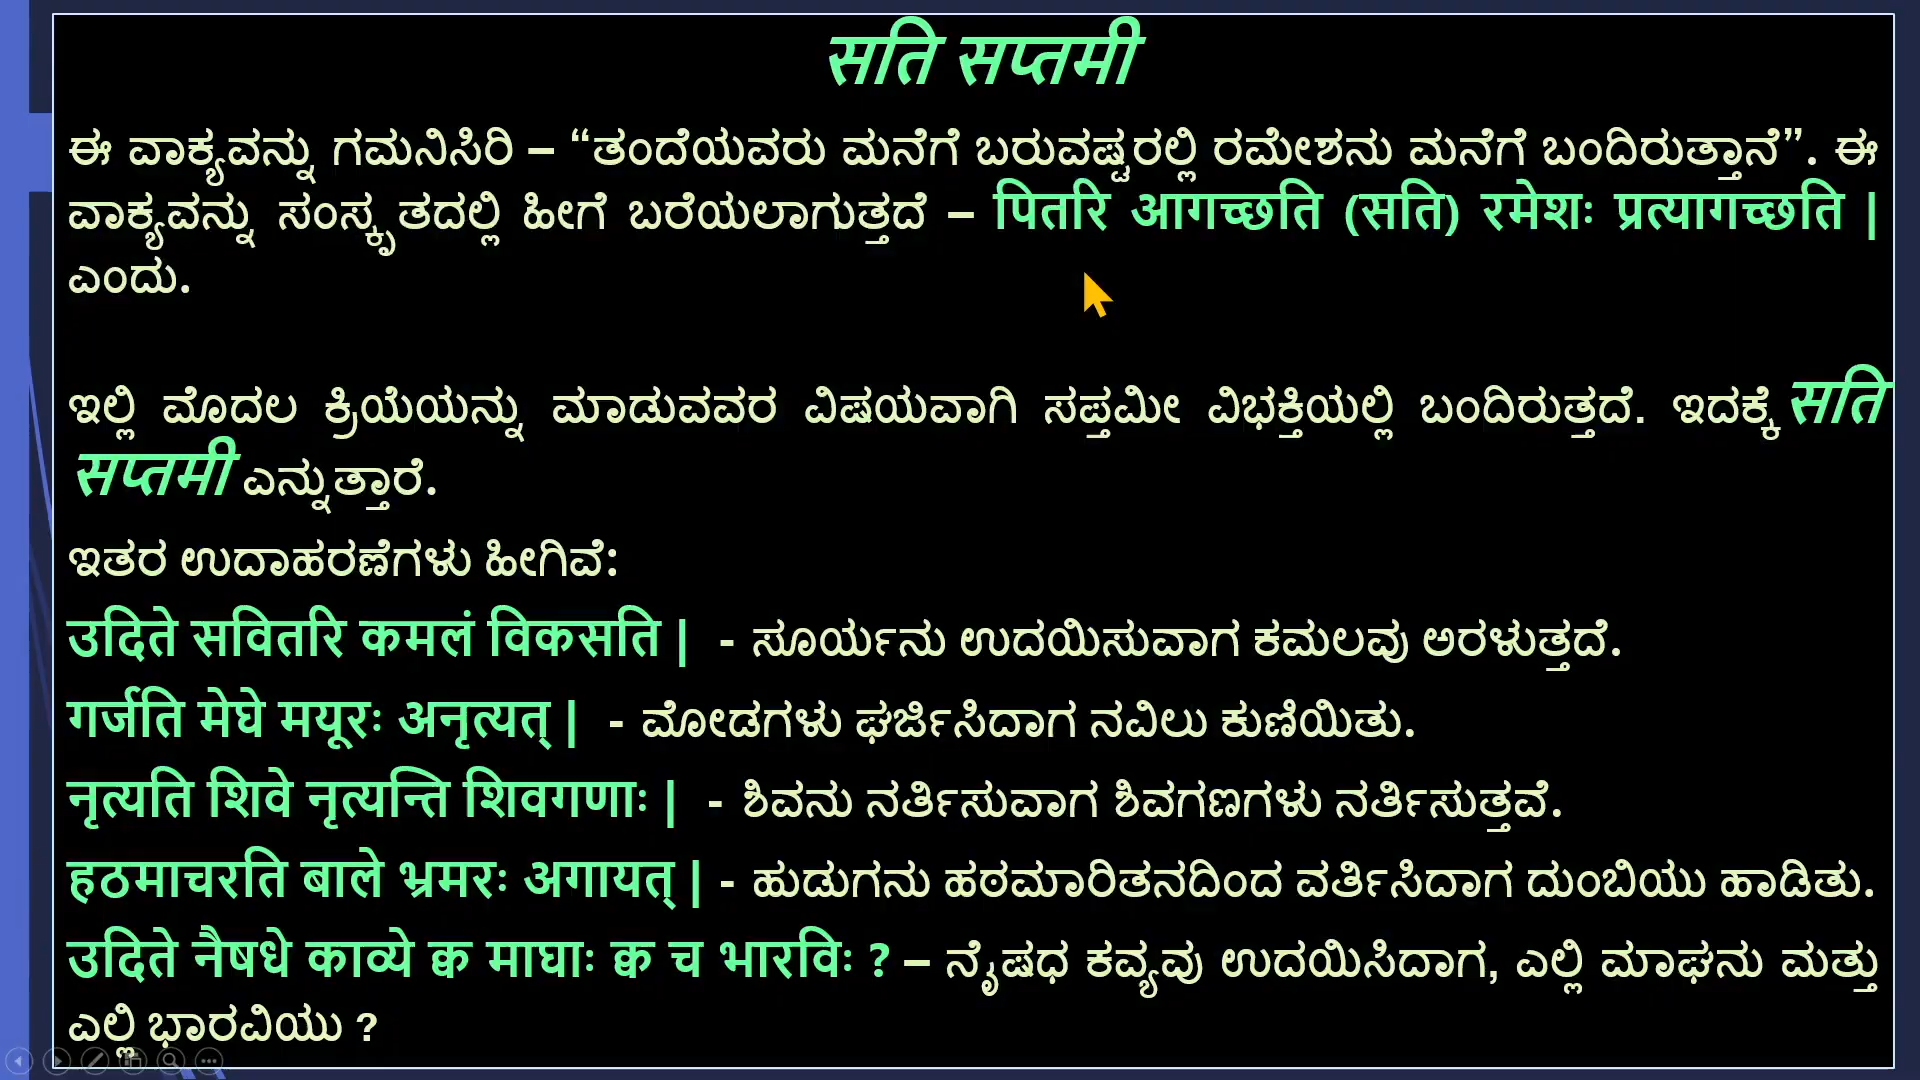 सति सप्तमी
ಈ ವಾಕ್ಯವನ್ನು ಗಮನಿಸಿರಿ – “ತಂದೆಯವರು ಮನೆಗೆ ಬರುವಷ್ಟರಲ್ಲಿ ರಮೇಶನು ಮನೆಗೆ ಬಂದಿರುತ್ತಾನೆ”. ಈ
ವಾಕ್ಯವನ್ನು ಸಂಸ್ಕೃತದಲ್ಲಿ ಹೀಗೆ ಬರೆಯಲಾಗುತ್ತದೆ – पितरि आगच्छति (सति) रमेशः प्रत्यागच्छति |
ಎಂದು.
ಇಲ್ಲಿ ಮೊದಲ ಕ್ರಿಯೆಯನ್ನು ಮಾಡುವವರ ವಿಷಯವಾಗಿ ಸಪ್ತಮೀ ವಿಭಕ್ತಿಯಲ್ಲಿ ಬಂದಿರುತ್ತದೆ. ಇದಕ್ಕೆ सति
सप्तमी ಎನ್ನುತ್ತಾರೆ.
ಇತರ ಉದಾಹರಣೆಗಳು ಹೀಗಿವೆ:
उदिते सवितरि कमलं विकसति | - ಸೂರ್ಯನು ಉದಯಿಸುವಾಗ ಕಮಲವು ಅರಳುತ್ತದೆ.
गर्जति मेघे मयूरः अनृत्यत् | - ಮೋಡಗಳು ಘರ್ಜಿಸಿದಾಗ ನವಿಲು ಕುಣಿಯಿತು.
नृत्यति शिवे नृत्यन्ति शिवगणाः | - ಶಿವನು ನರ್ತಿಸುವಾಗ ಶಿವಗಣಗಳು ನರ್ತಿಸುತ್ತವೆ.
हठमाचरति बाले भ्रमरः अगायत् | - ಹುಡುಗನು ಹಠಮಾರಿತನದಿಂದ ವರ್ತಿಸಿದಾಗ ದುಂಬಿಯು ಹಾಡಿತು.
उदिते नैषधे काव्ये क्व माघाः क्व च भारविः ? – ನೈಷಧ ಕವ್ಯವು ಉದಯಿಸಿದಾಗ, ಎಲ್ಲಿ ಮಾಘನು ಮತ್ತು
ಎಲ್ಲಿ ಭಾರವಿಯು ?